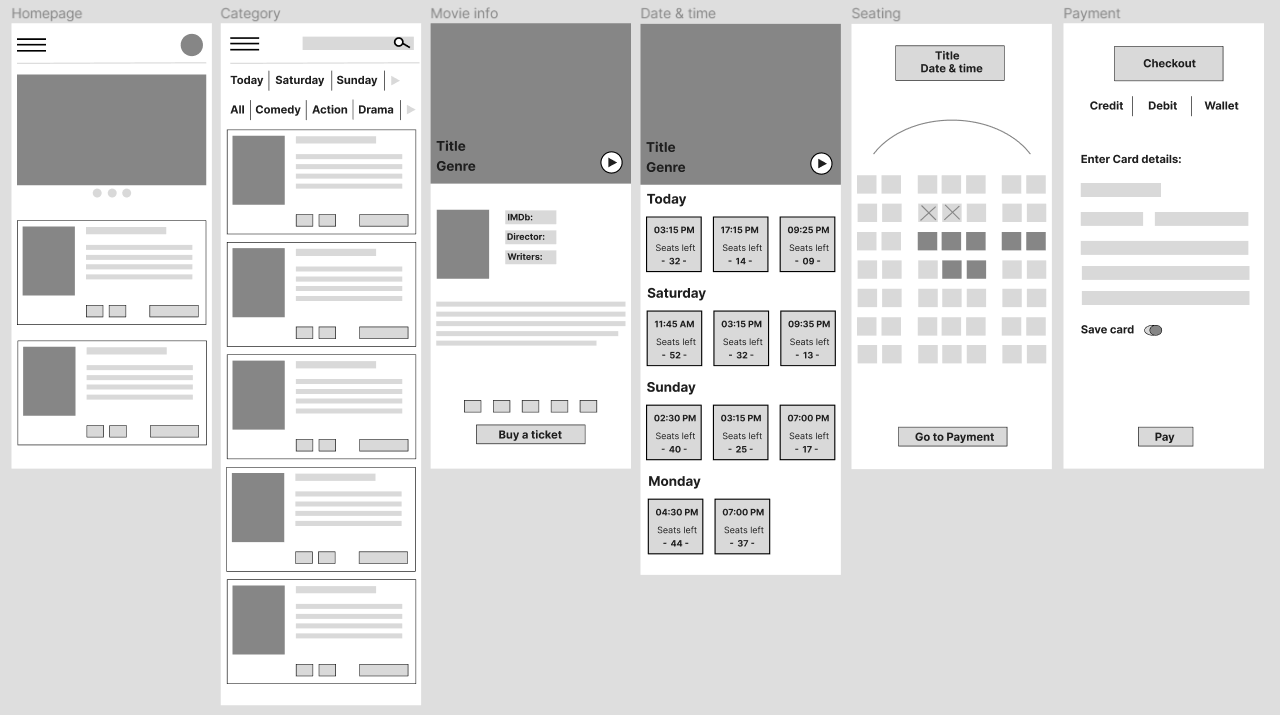 Homepage
Category
Movie info
Date & time
Seating
Payment
Today Saturday Sunday
All Comedy Action Drama
Title
Genre
IMDb:
Director:
Writers:
Buy a ticket
Title
Genre
Today
03:15 PM 17:15 PM 09:25 PM
Seats left Seats left Seats left
- 32 - - 14 - - 09 -
Saturday
11:45 AM 03:15 PM 09:35 PM
Seats left Seats left Seats left
- 52 - - 32 - - 13 -
Sunday
02:30 PM 03:15 PM 07:00 PM
Seats left Seats left Seats left
- 40 - - 25 - - 17 -
Monday
04:30 PM 07:00 PM
Seats left Seats left
- 44 - - 37 -
Title
Date & time
Go to Payment
Checkout
Credit Debit Wallet
Enter Card details:
Save card
Pay